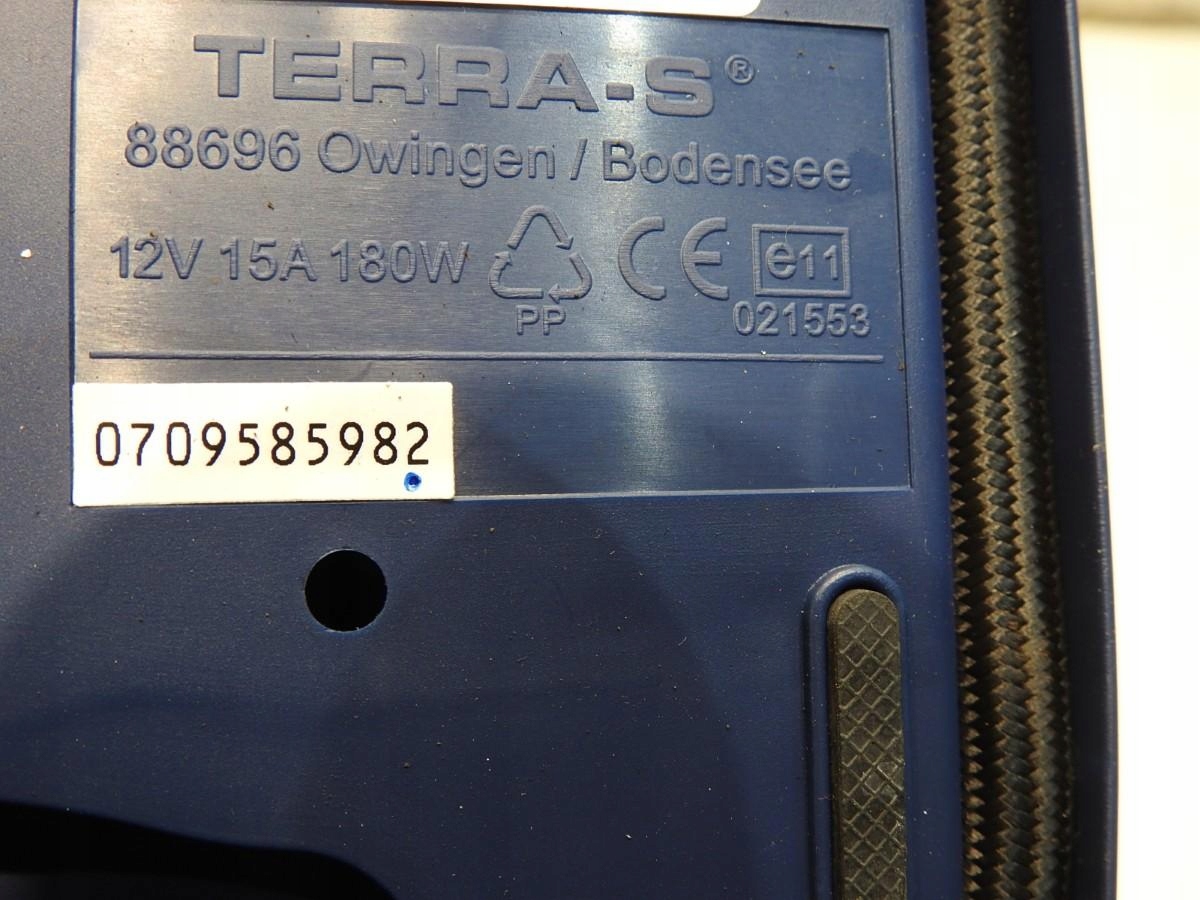 TERRA-S®
88696 Owingen / Bodensee
12V 15A 180W CE e11
PP 021553
0709585982